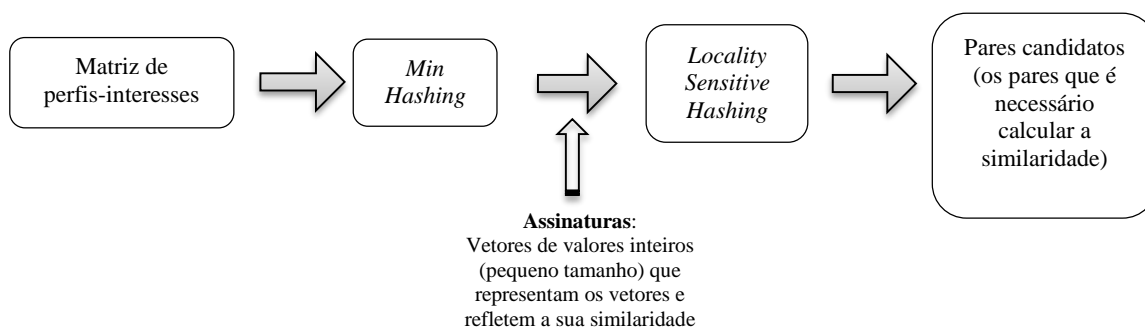 Matriz de
perfis-interesses
Min
Hashing
Locality
Sensitive
Hashing
Pares candidatos
(os pares que é
necessário
calcular a
similaridade)
Assinaturas:
Vetores de valores inteiros
(pequeno tamanho) que
representam os vetores e
refletem a sua similaridade